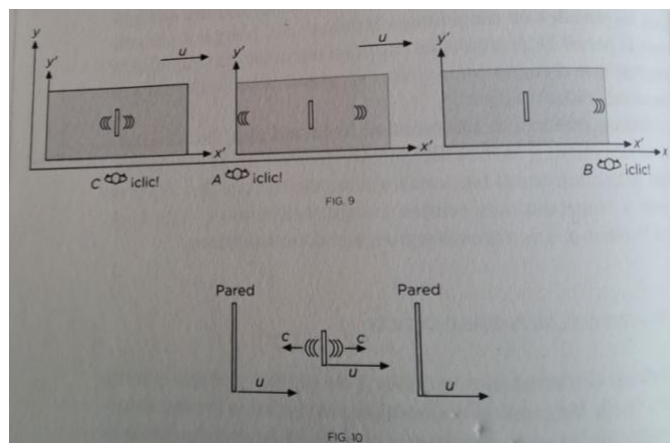 y
y' u y' u y'
x' x' x' x
C ¡clic! A ¡clic! B ¡clic!
FIG. 9
Pared Pared
c c
u
u u
FIG. 10